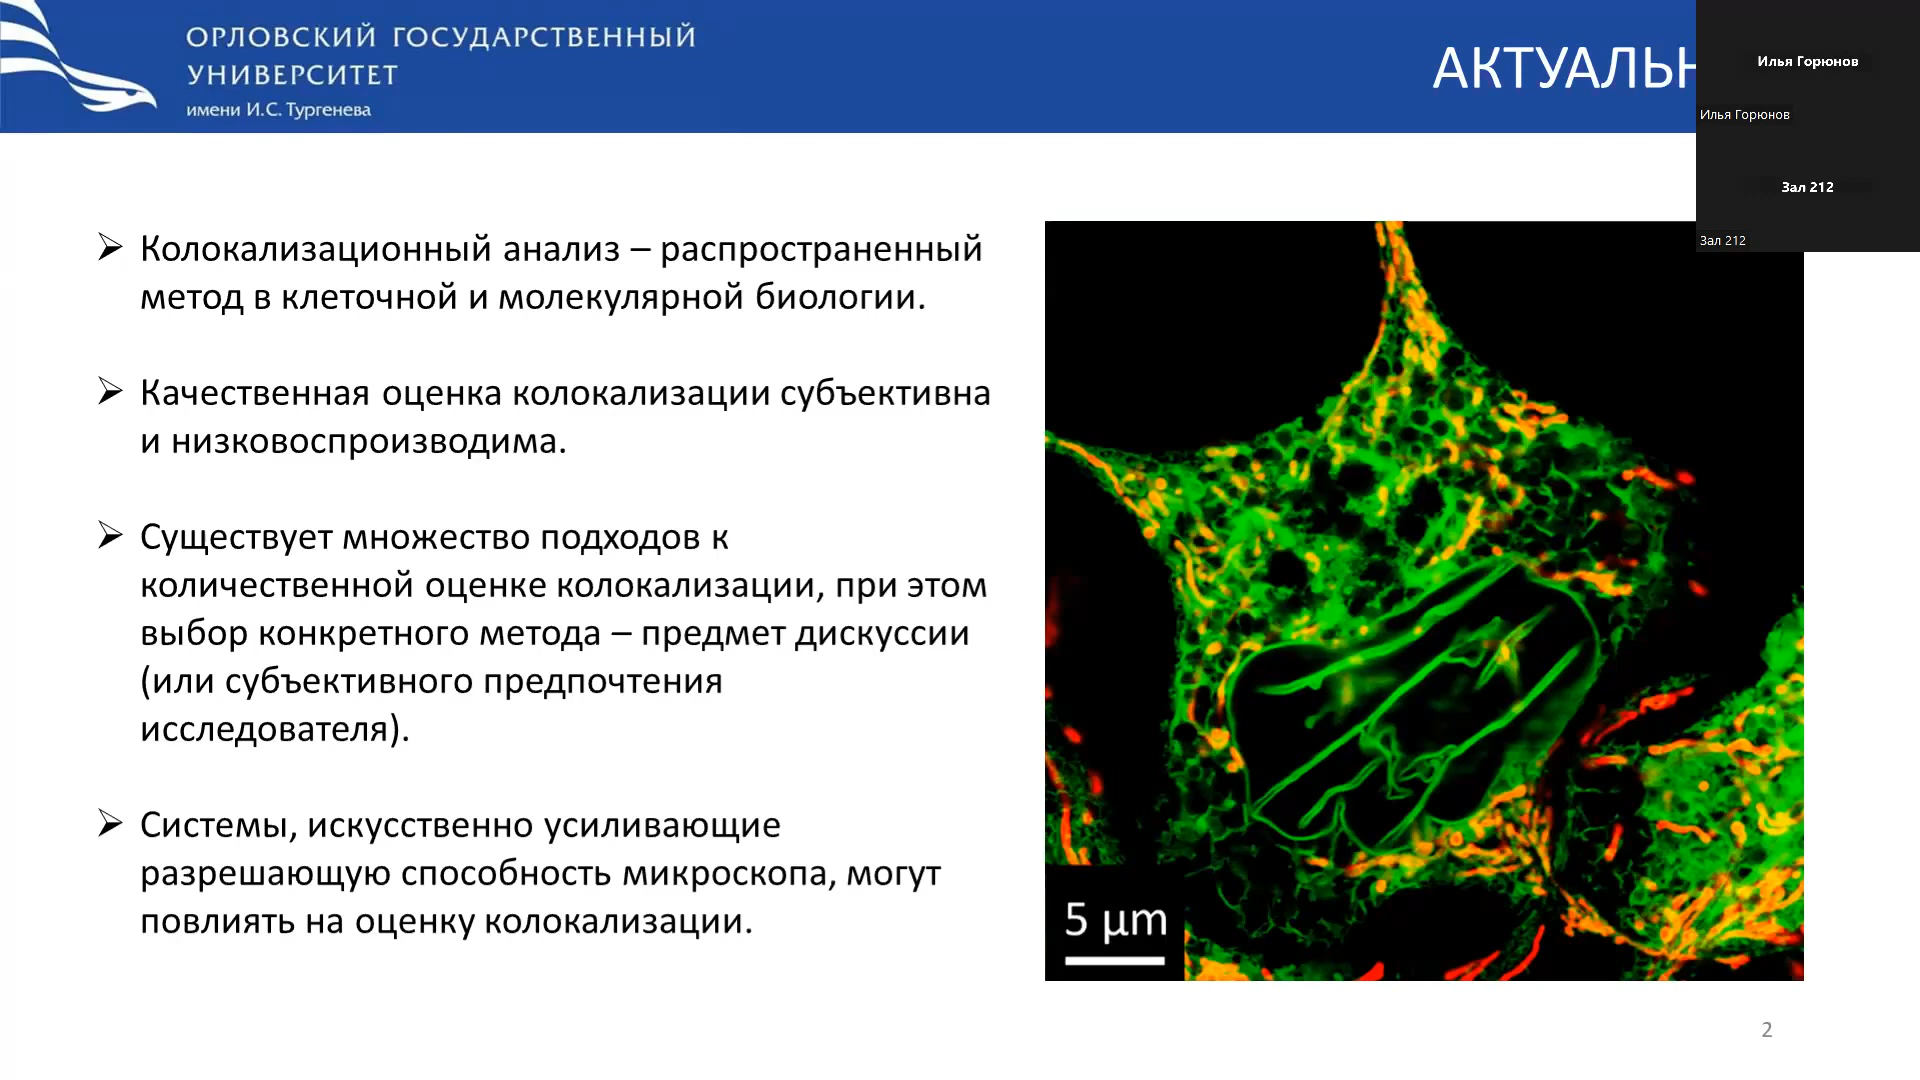 ОРЛОВСКИЙ ГОСУДАРСТВЕННЫЙ
УНИВЕРСИТЕТ
имени И.С. Тургенева
АКТУАЛЬН
Илья Горюнов
Илья Горюнов
Зал 212
Зал 212
Колокализационный анализ – распространенный
метод в клеточной и молекулярной биологии.
Качественная оценка колокализации субъективна
и низковоспроизводима.
Существует множество подходов к
количественной оценке колокализации, при этом
выбор конкретного метода – предмет дискуссии
(или субъективного предпочтения
исследователя).
Системы, искусственно усиливающие
разрешающую способность микроскопа, могут
повлиять на оценку колокализации.
5 µm
2